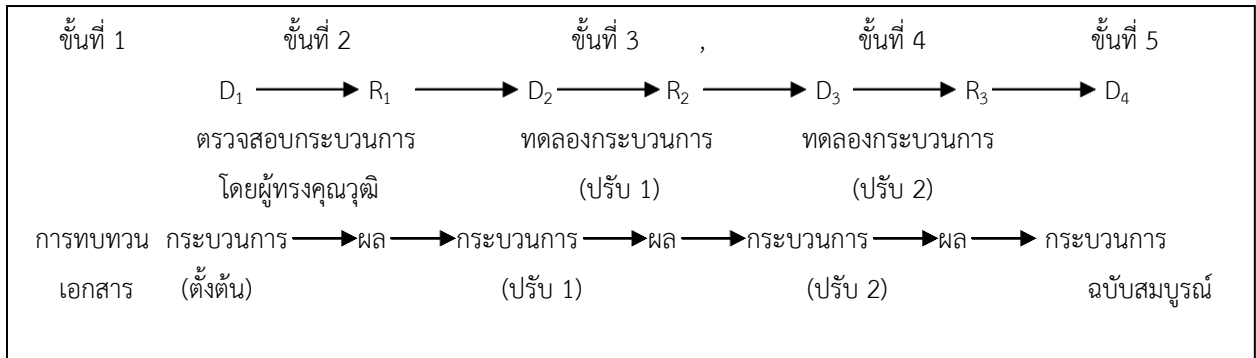 ขั้นที่ 1 ขั้นที่ 2 ขั้นที่ 3 , ขั้นที่ 4 ขั้นที่ 5
D₁ R₁ D₂ R₂ D₃ R₃ D₄
ตรวจสอบกระบวนการ ทดลองกระบวนการ ทดลองกระบวนการ
โดยผู้ทรงคุณวุฒิ (ปรับ 1) (ปรับ 2)
การทบทวน กระบวนการ ผล กระบวนการ ผล กระบวนการ ผล กระบวนการ
เอกสาร (ตั้งต้น) (ปรับ 1) (ปรับ 2) ฉบับสมบูรณ์